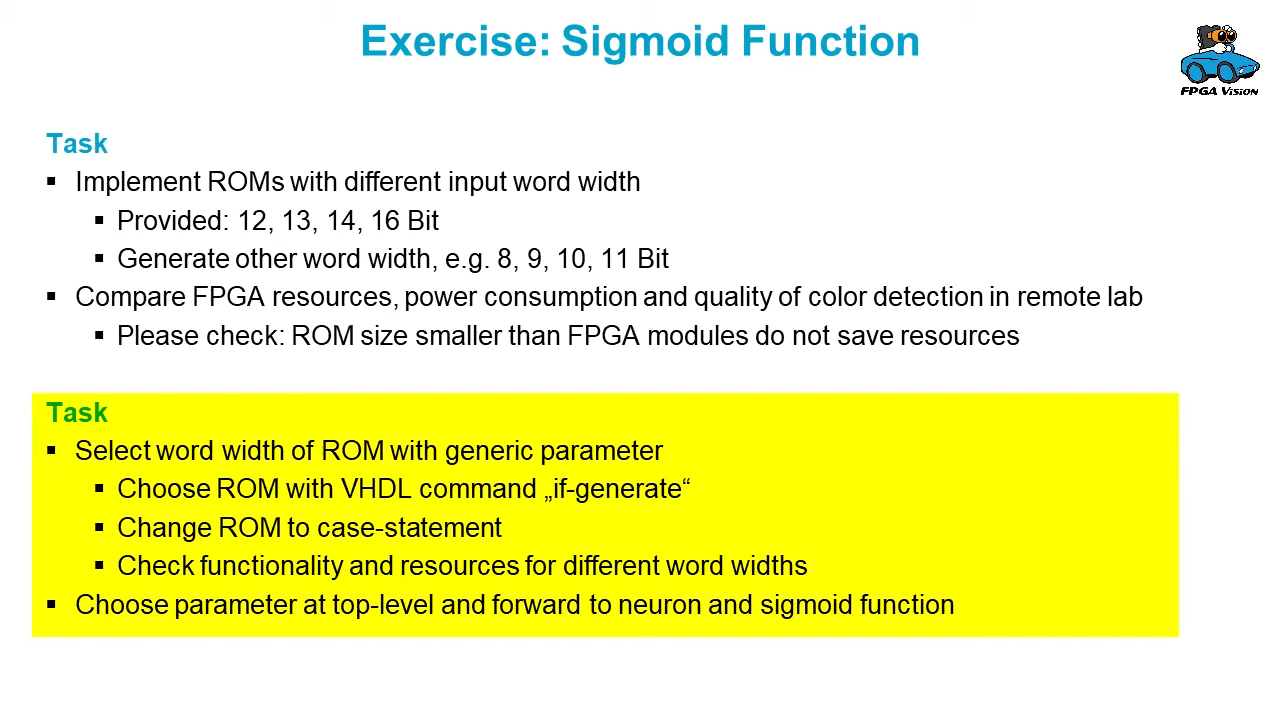 Exercise: Sigmoid Function
FPGA VISION
Task
▪ Implement ROMs with different input word width
▪ Provided: 12, 13, 14, 16 Bit
▪ Generate other word width, e.g. 8, 9, 10, 11 Bit
▪ Compare FPGA resources, power consumption and quality of color detection in remote lab
▪ Please check: ROM size smaller than FPGA modules do not save resources
Task
▪ Select word width of ROM with generic parameter
▪ Choose ROM with VHDL command „if-generate“
▪ Change ROM to case-statement
▪ Check functionality and resources for different word widths
▪ Choose parameter at top-level and forward to neuron and sigmoid function